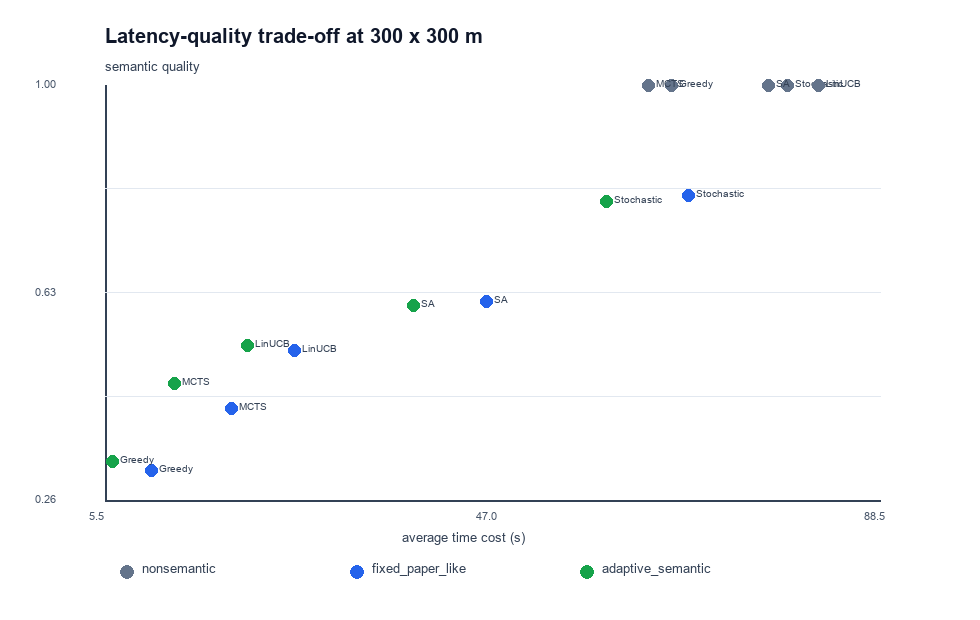 Latency-quality trade-off at 300 x 300 m
semantic quality
1.00
MCTS
Greedy
SA
Stochastic
LinUCB
Stochastic
Stochastic
0.63
SA
SA
LinUCB
LinUCB
MCTS
MCTS
Greedy
Greedy
0.26
5.5
47.0
88.5
average time cost (s)
nonsemantic
fixed_paper_like
adaptive_semantic